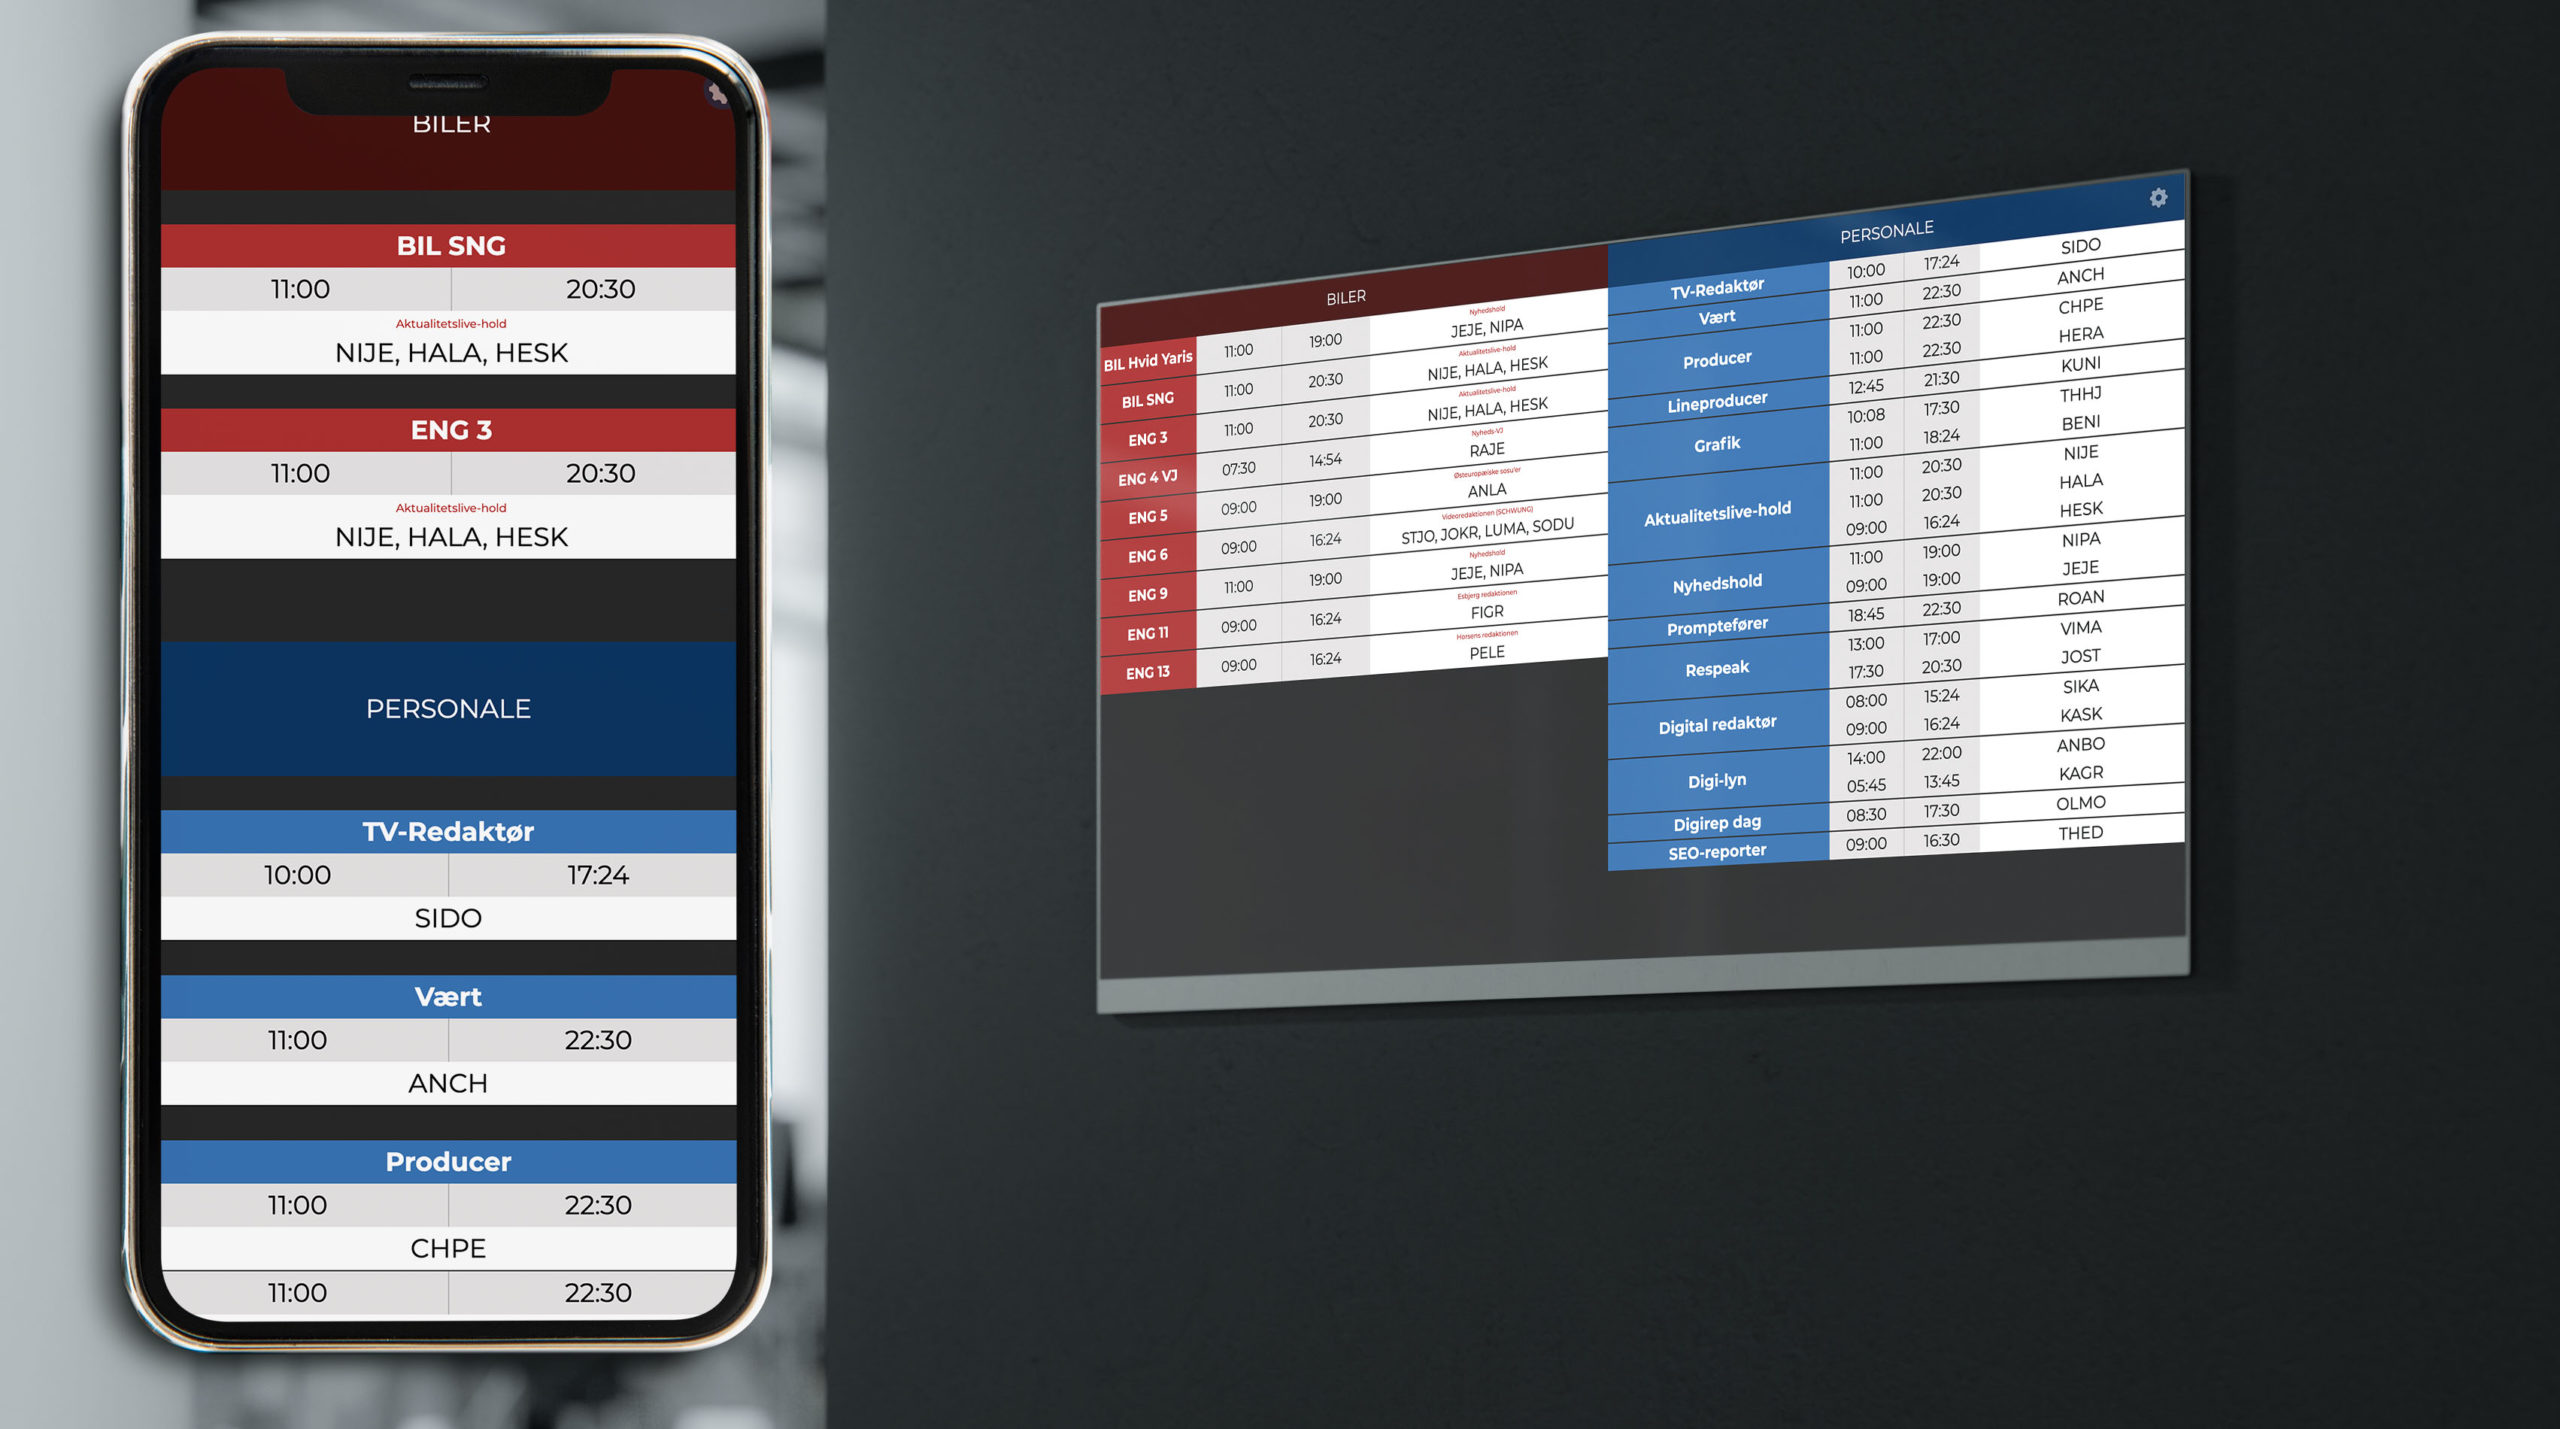 BILER
BIL SNG
11:00 20:30
Aktualitetslive-hold
NIJE, HALA, HESK
ENG 3
11:00 20:30
Aktualitetslive-hold
NIJE, HALA, HESK
PERSONALE
TV-Redaktør
10:00 17:24
SIDO
Vært
11:00 22:30
ANCH
Producer
11:00 22:30
CHPE
11:00 22:30
BILER
Nyhedshold
BIL Hvid Yaris 11:00 19:00 JEJE, NIPA
Aktualitetslive-hold
BIL SNG 11:00 20:30 NIJE, HALA, HESK
Aktualitetslive-hold
ENG 3 11:00 20:30 NIJE, HALA, HESK
Nyheds-VJ
ENG 4 VJ 07:30 14:54 RAJE
Østeuropæiske sosu'er
ENG 5 09:00 19:00 ANLA
Videoredaktionen (SCHWUNG)
ENG 6 09:00 16:24 STJO, JOKR, LUMA, SODU
Nyhedshold
ENG 9 11:00 19:00 JEJE, NIPA
Esbjerg redaktionen
ENG 11 09:00 16:24 FIGR
Horsens redaktionen
ENG 13 09:00 16:24 PELE
PERSONALE
TV-Redaktør 10:00 17:24 SIDO
Vært 11:00 22:30 ANCH
Producer 11:00 22:30 CHPE
11:00 22:30 HERA
Lineproducer 12:45 21:30 KUNI
Grafik 10:08 17:30 THHJ
11:00 18:24 BENI
Aktualitetslive-hold 11:00 20:30 NIJE
11:00 20:30 HALA
09:00 16:24 HESK
Nyhedshold 11:00 19:00 NIPA
09:00 19:00 JEJE
Promptefører 18:45 22:30 ROAN
Respeak 13:00 17:00 VIMA
17:30 20:30 JOST
Digital redaktør 08:00 15:24 SIKA
09:00 16:24 KASK
Digi-lyn 14:00 22:00 ANBO
05:45 13:45 KAGR
Digirep dag 08:30 17:30 OLMO
SEO-reporter 09:00 16:30 THED